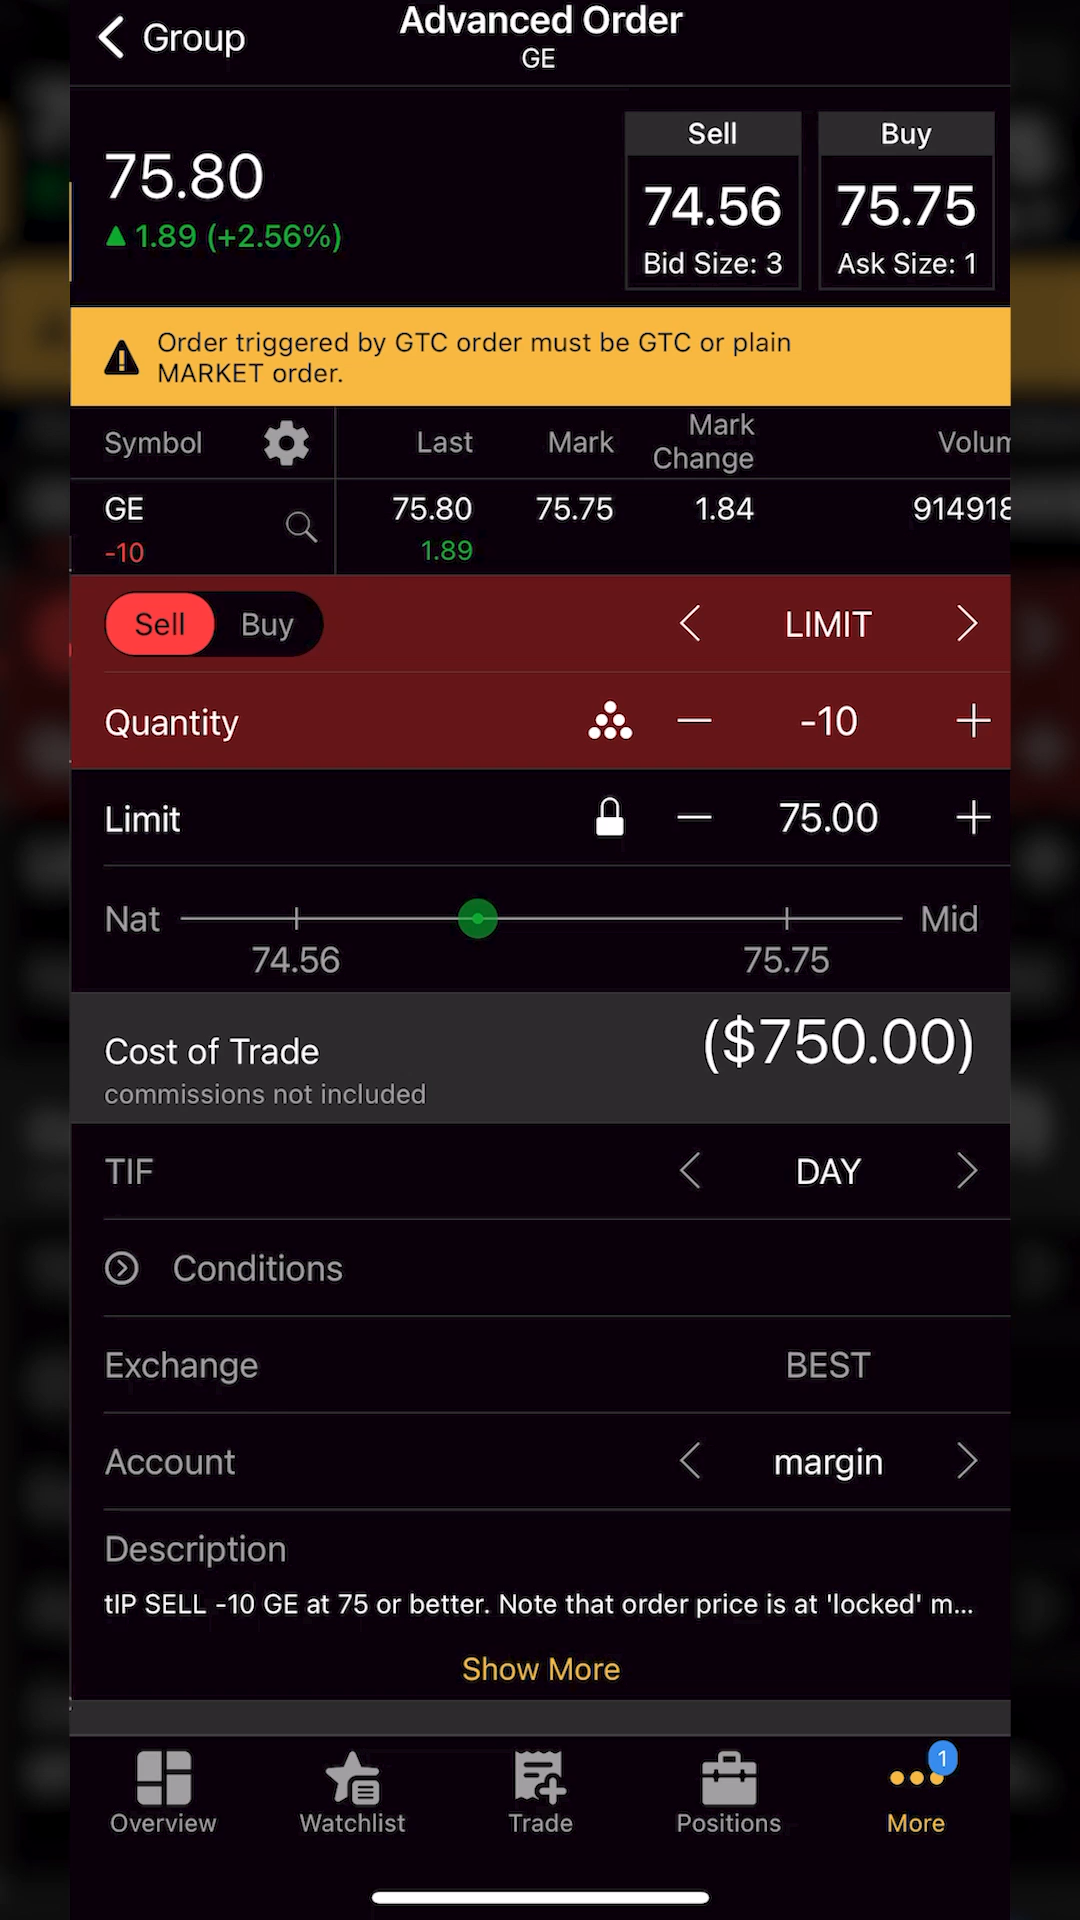 Group
Advanced Order
GE
75.80
1.89 (+2.56%)
Sell
74.56
Bid Size: 3
Buy
75.75
Ask Size: 1
Order triggered by GTC order must be GTC or plain
MARKET order.
Symbol
Last
Mark
Mark
Change
Volum
GE
75.80
75.75
1.84
914918
-10
1.89
Sell
Buy
LIMIT
Quantity
-10
Limit
75.00
Nat
Mid
74.56
75.75
Cost of Trade
($750.00)
commissions not included
TIF
DAY
Conditions
Exchange
BEST
Account
margin
Description
tIP SELL -10 GE at 75 or better. Note that order price is at 'locked' m...
Show More
1
Overview
Watchlist
Trade
Positions
More